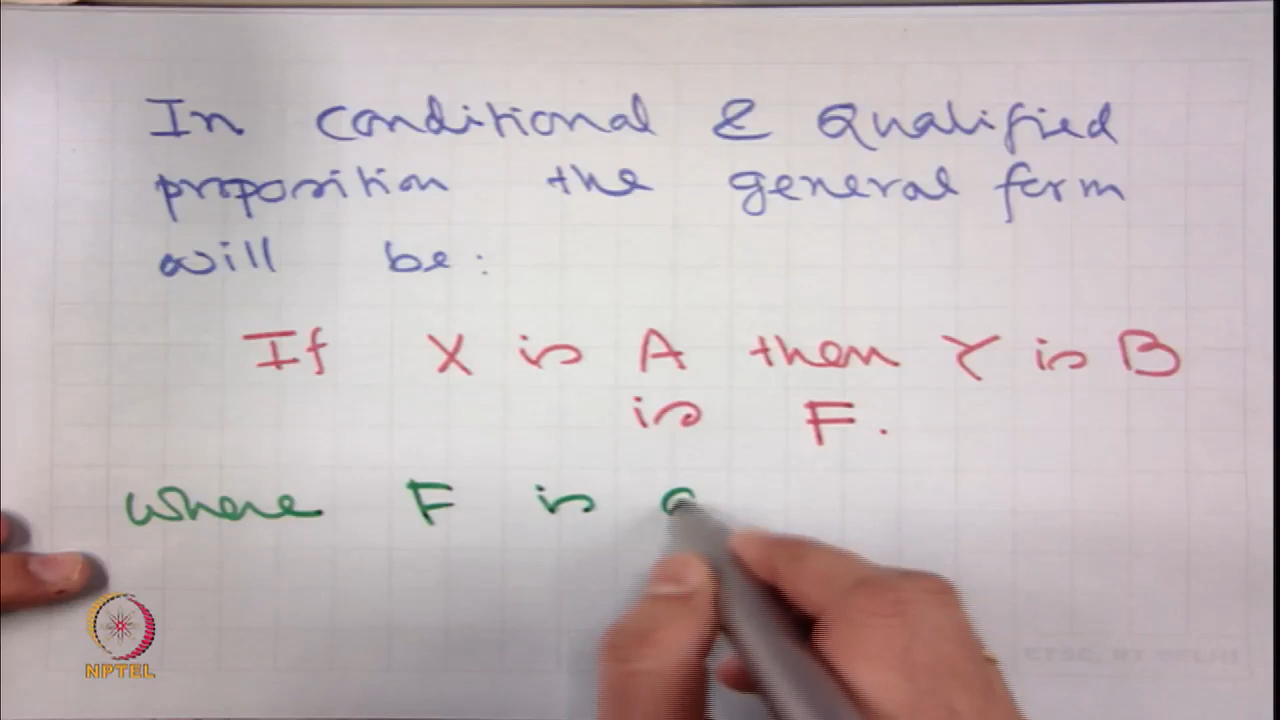 In conditional & Qualified
proposition the general form
will be:
If X is A then Y is B
is F.
where F is a
NPTEL